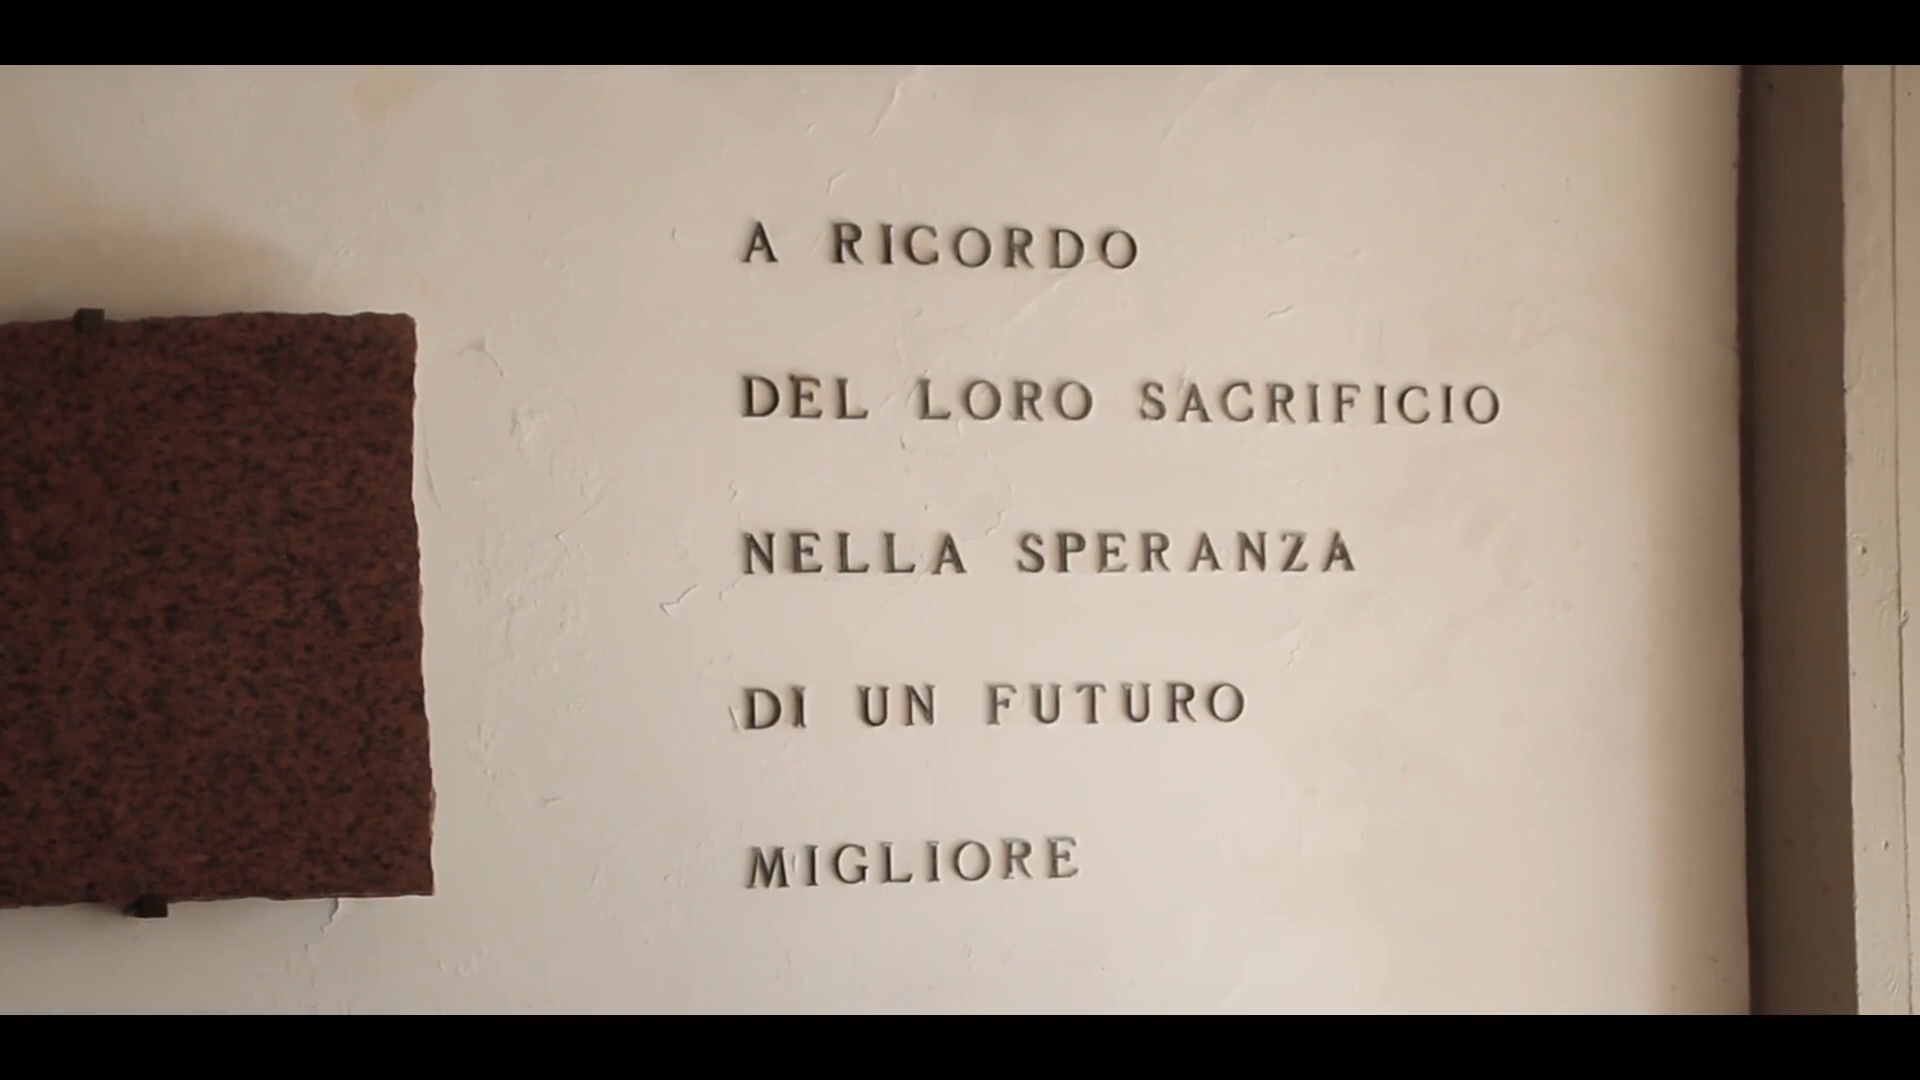 A RICORDO
DEL LORO SACRIFICIO
NELLA SPERANZA
DI UN FUTURO
MIGLIORE